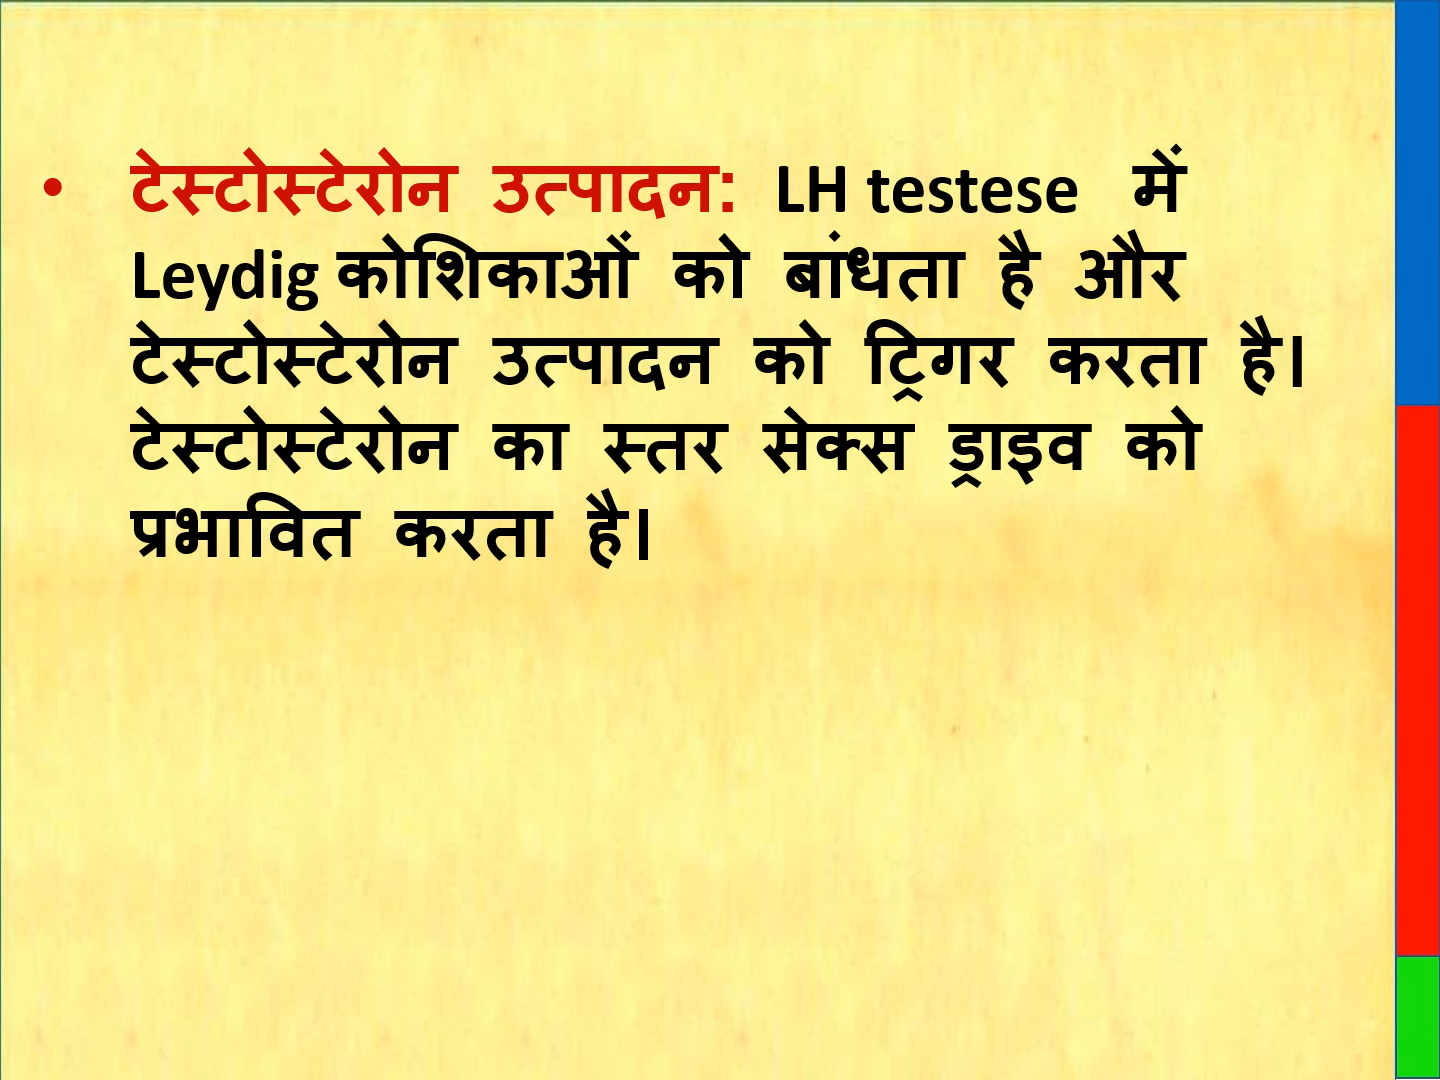 • टेस्टोस्टेरोन उत्पादन: LH testese में
Leydig कोशिकाओं को बांधता है और
टेस्टोस्टेरोन उत्पादन को ट्रिगर करता है।
टेस्टोस्टेरोन का स्तर सेक्स ड्राइव को
प्रभावित करता है।